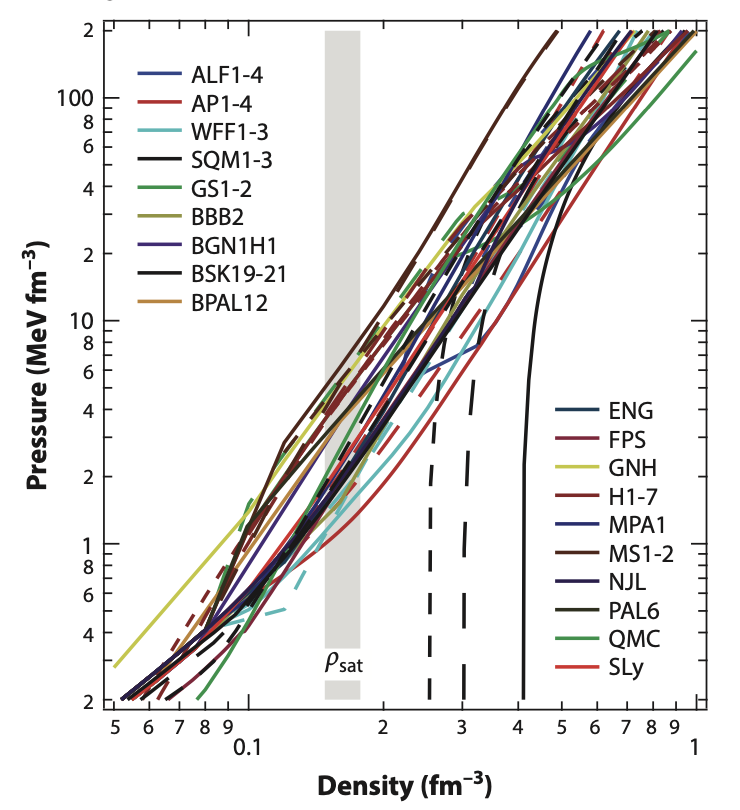 2
100
8
6
4
2
10
8
6
4
2
1
8
6
4
2
Pressure (MeV fm⁻³)
ALF1-4
AP1-4
WFF1-3
SQM1-3
GS1-2
BBB2
BGN1H1
BSK19-21
BPAL12
ENG
FPS
GNH
H1-7
MPA1
MS1-2
NJL
PAL6
QMC
SLy
ρsat
5 6 7 8 9 2 3 4 5 6 7 8 9
0.1 1
Density (fm⁻³)